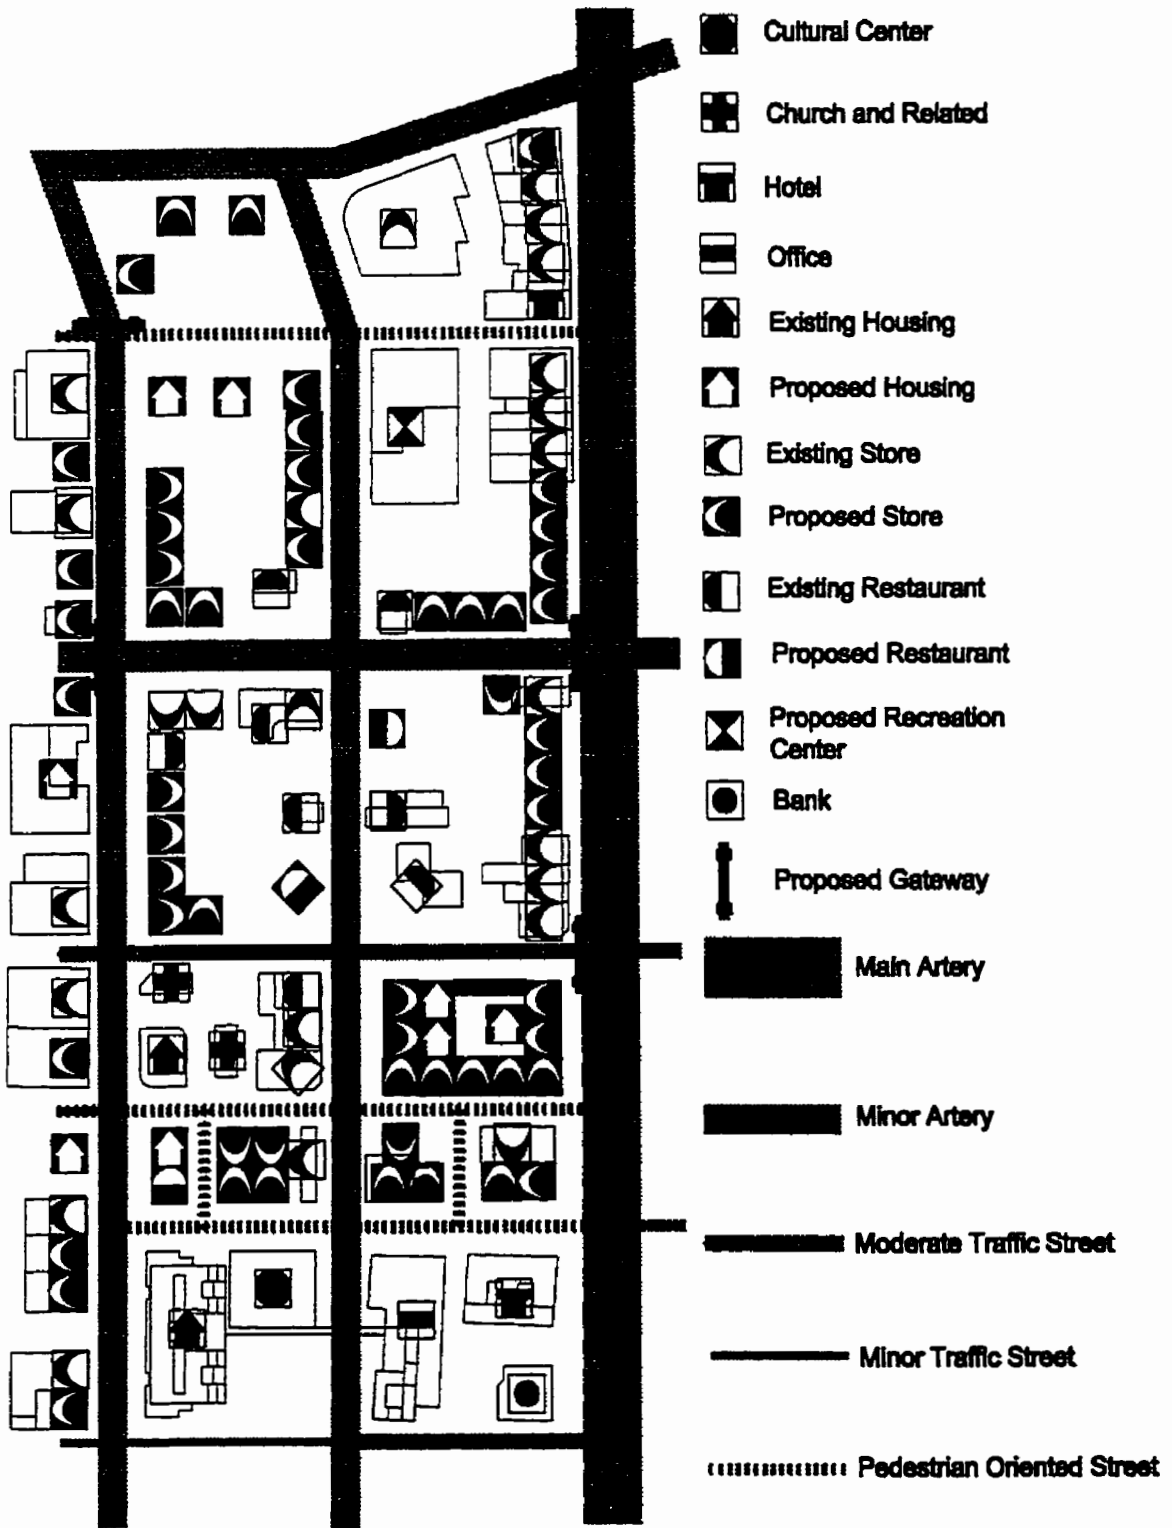 Cultural Center
Church and Related
Hotel
Office
Existing Housing
Proposed Housing
Existing Store
Proposed Store
Existing Restaurant
Proposed Restaurant
Proposed Recreation
Center
Bank
Proposed Gateway
Main Artery
Minor Artery
Moderate Traffic Street
Minor Traffic Street
Pedestrian Oriented Street